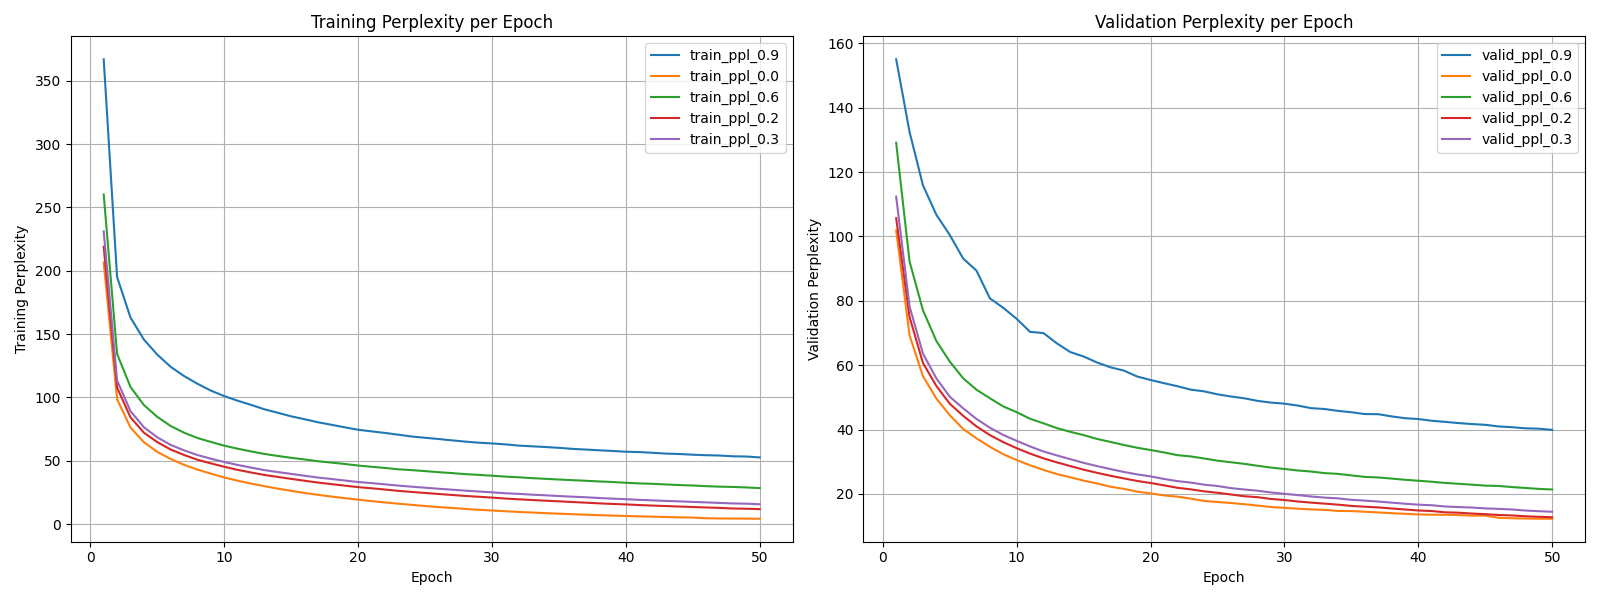 Training Perplexity per Epoch
Training Perplexity
350
300
250
200
150
100
50
0
0 10 20 30 40 50
Epoch
train_ppl_0.9
train_ppl_0.0
train_ppl_0.6
train_ppl_0.2
train_ppl_0.3
Validation Perplexity per Epoch
Validation Perplexity
160
140
120
100
80
60
40
20
0 10 20 30 40 50
Epoch
valid_ppl_0.9
valid_ppl_0.0
valid_ppl_0.6
valid_ppl_0.2
valid_ppl_0.3